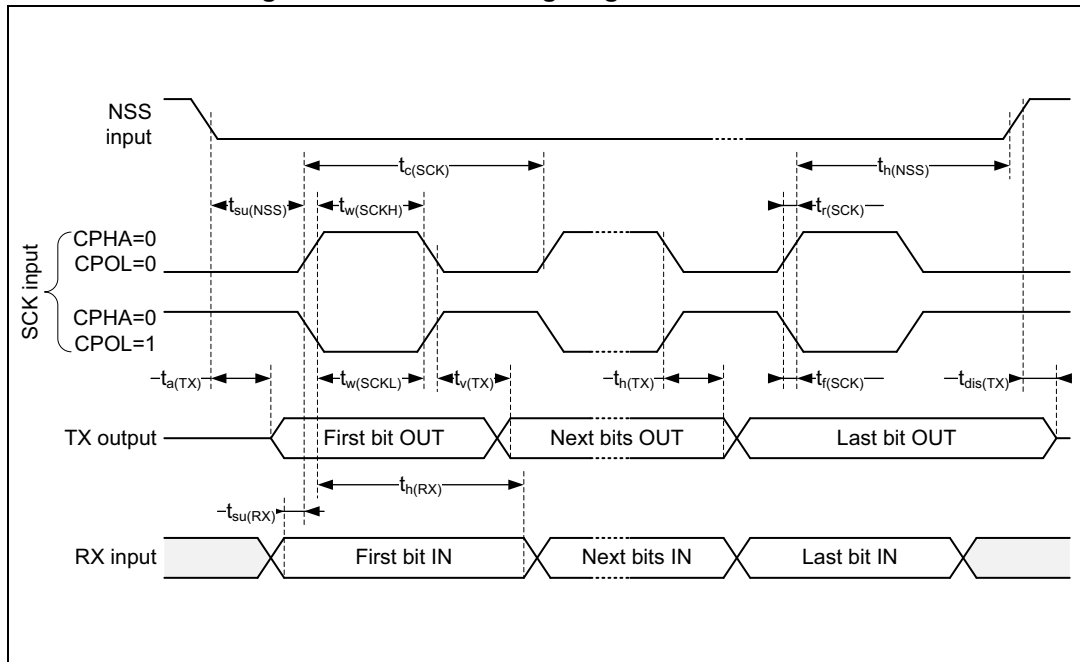 NSS
input
tc(SCK)
th(NSS)
tsu(NSS)
tw(SCKH)
tr(SCK)
SCK input
CPHA=0
CPOL=0
CPHA=0
CPOL=1
ta(TX)
tw(SCKL)
tv(TX)
th(TX)
tf(SCK)
tdis(TX)
TX output
First bit OUT
Next bits OUT
Last bit OUT
th(RX)
tsu(RX)
RX input
First bit IN
Next bits IN
Last bit IN